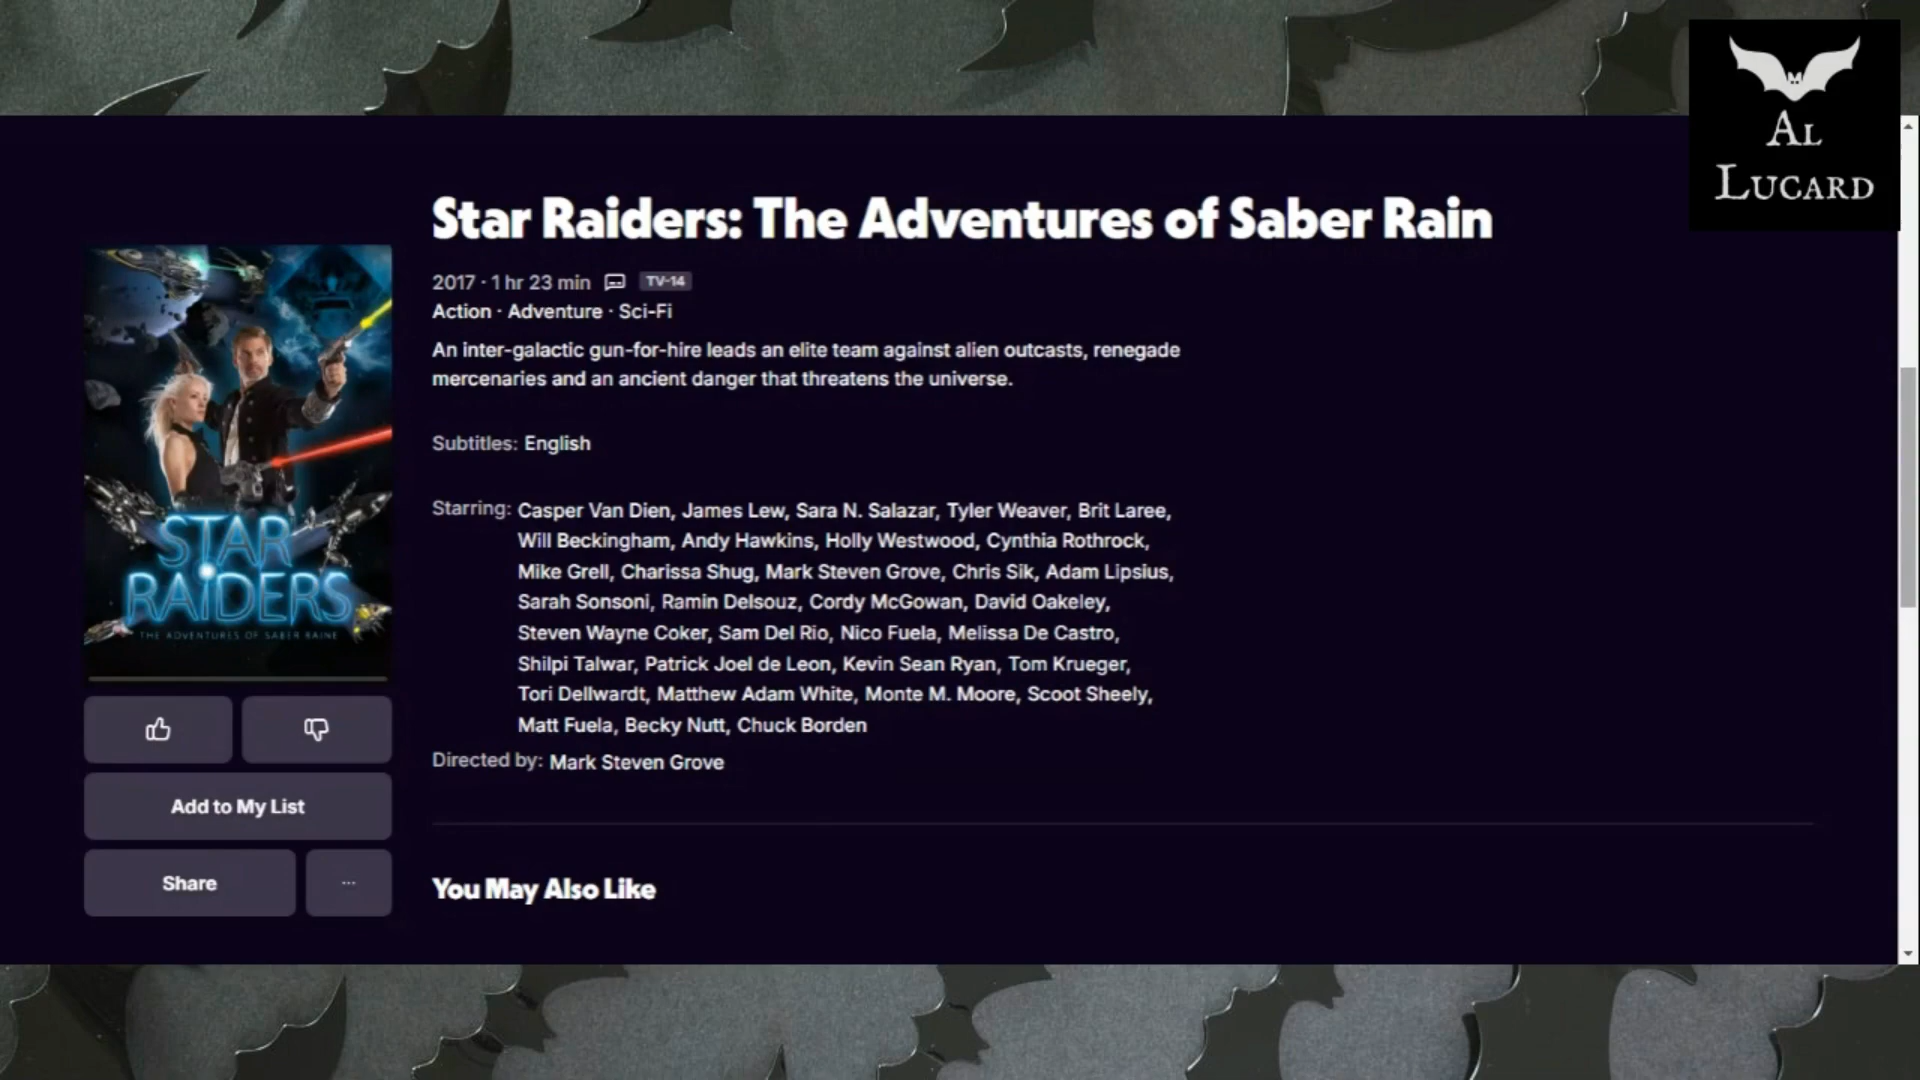 AL
LUCARD
Star Raiders: The Adventures of Saber Rain
2017 · 1 hr 23 min TV-14
Action · Adventure · Sci-Fi
An inter-galactic gun-for-hire leads an elite team against alien outcasts, renegade
mercenaries and an ancient danger that threatens the universe.
Subtitles: English
Starring: Casper Van Dien, James Lew, Sara N. Salazar, Tyler Weaver, Brit Laree,
Will Beckingham, Andy Hawkins, Holly Westwood, Cynthia Rothrock,
Mike Grell, Charissa Shug, Mark Steven Grove, Chris Sik, Adam Lipsius,
Sarah Sonsoni, Ramin Delsouz, Cordy McGowan, David Oakeley,
Steven Wayne Coker, Sam Del Rio, Nico Fuela, Melissa De Castro,
Shilpi Talwar, Patrick Joel de Leon, Kevin Sean Ryan, Tom Krueger,
Tori Dellwardt, Matthew Adam White, Monte M. Moore, Scoot Sheely,
Matt Fuela, Becky Nutt, Chuck Borden
Directed by: Mark Steven Grove
STAR
RAIDERS
THE ADVENTURES OF SABER RAINE
Add to My List
Share ...
You May Also Like